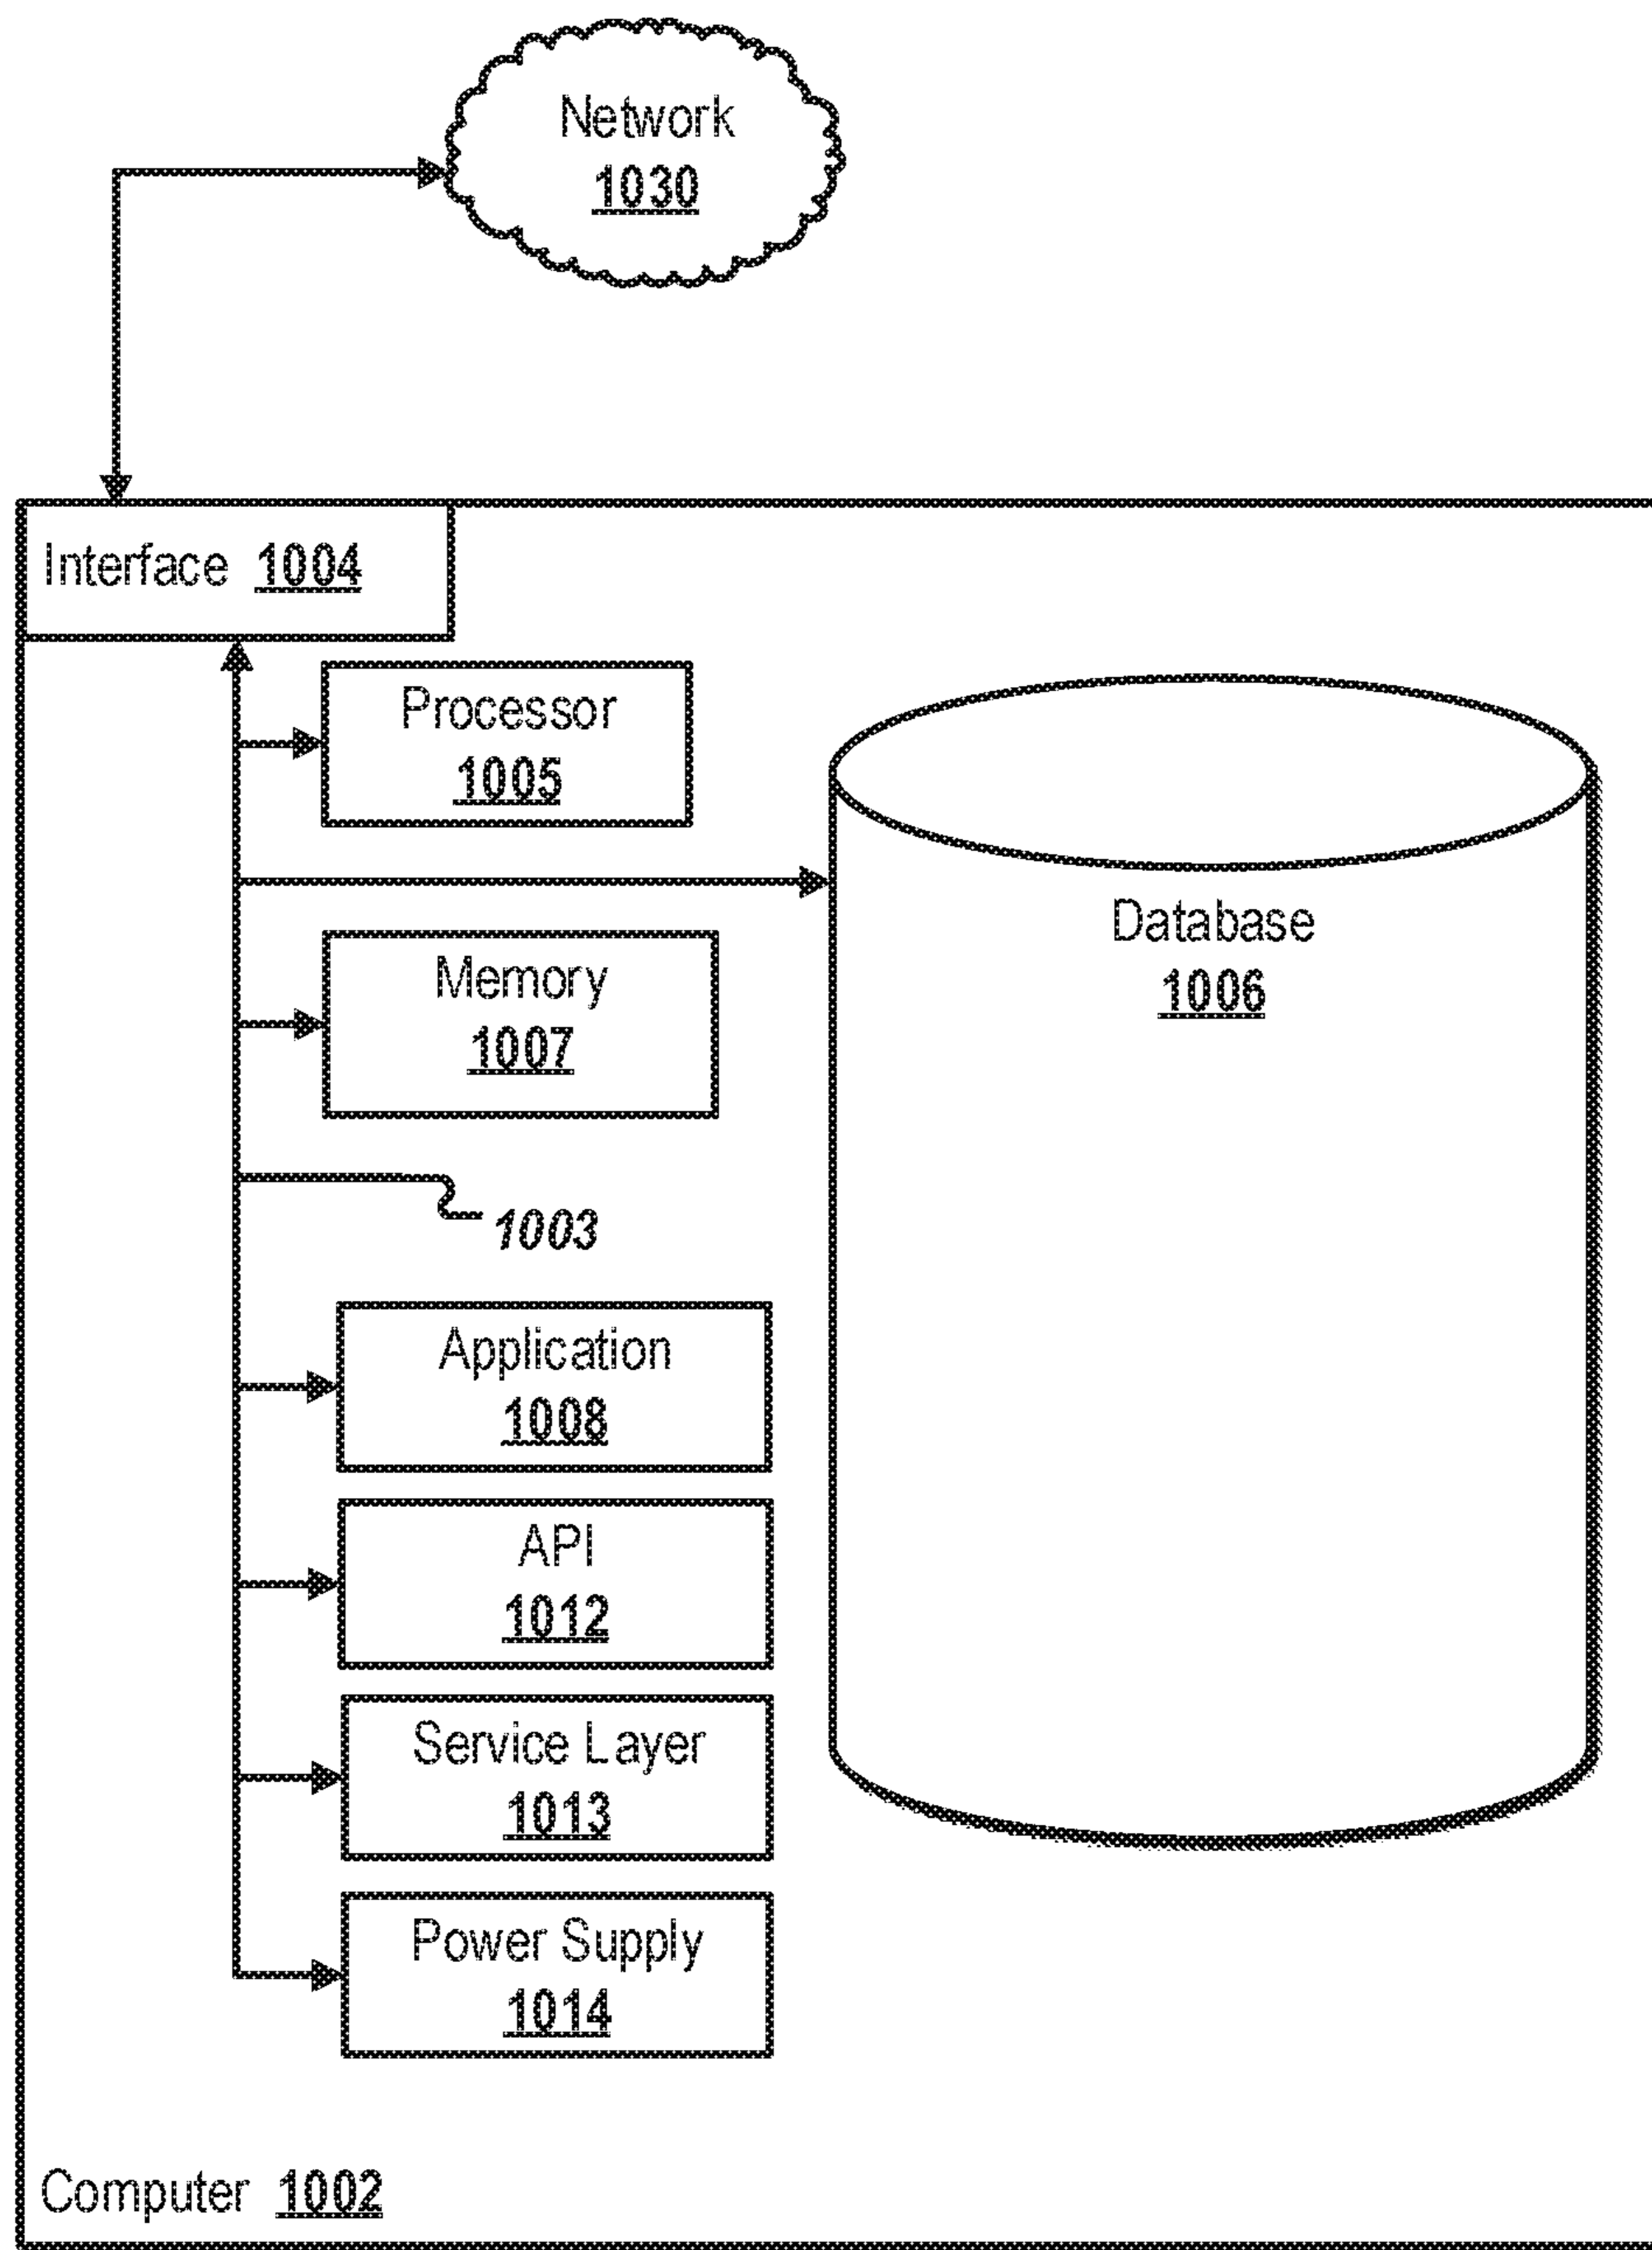 Network
1030
Interface 1004
Processor
1005
Database
1006
Memory
1007
1003
Application
1008
API
1012
Service Layer
1013
Power Supply
1014
Computer 1002